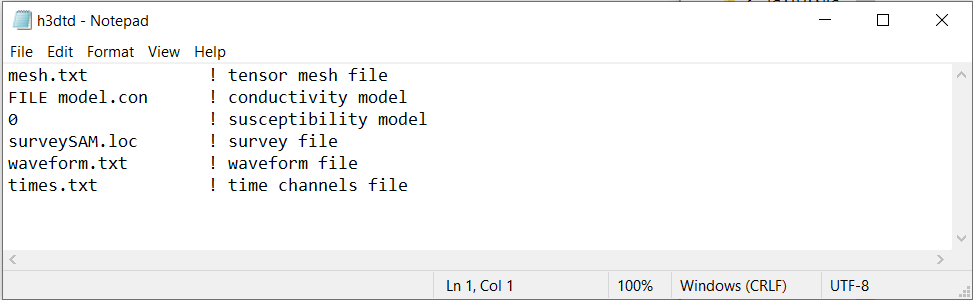 h3dtd - Notepad
File Edit Format View Help
mesh.txt ! tensor mesh file
FILE model.con ! conductivity model
0 ! susceptibility model
surveySAM.loc ! survey file
waveform.txt ! waveform file
times.txt ! time channels file
Ln 1, Col 1 100% Windows (CRLF) UTF-8